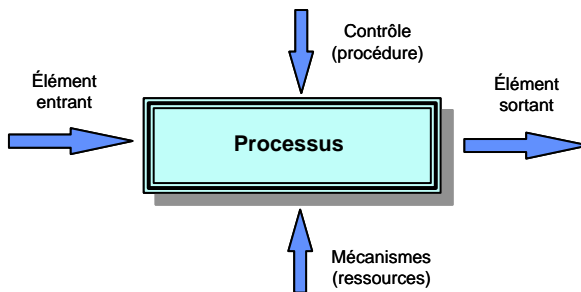 Contrôle
(procédure)
Élément
entrant
Élément
sortant
Processus
Mécanismes
(ressources)